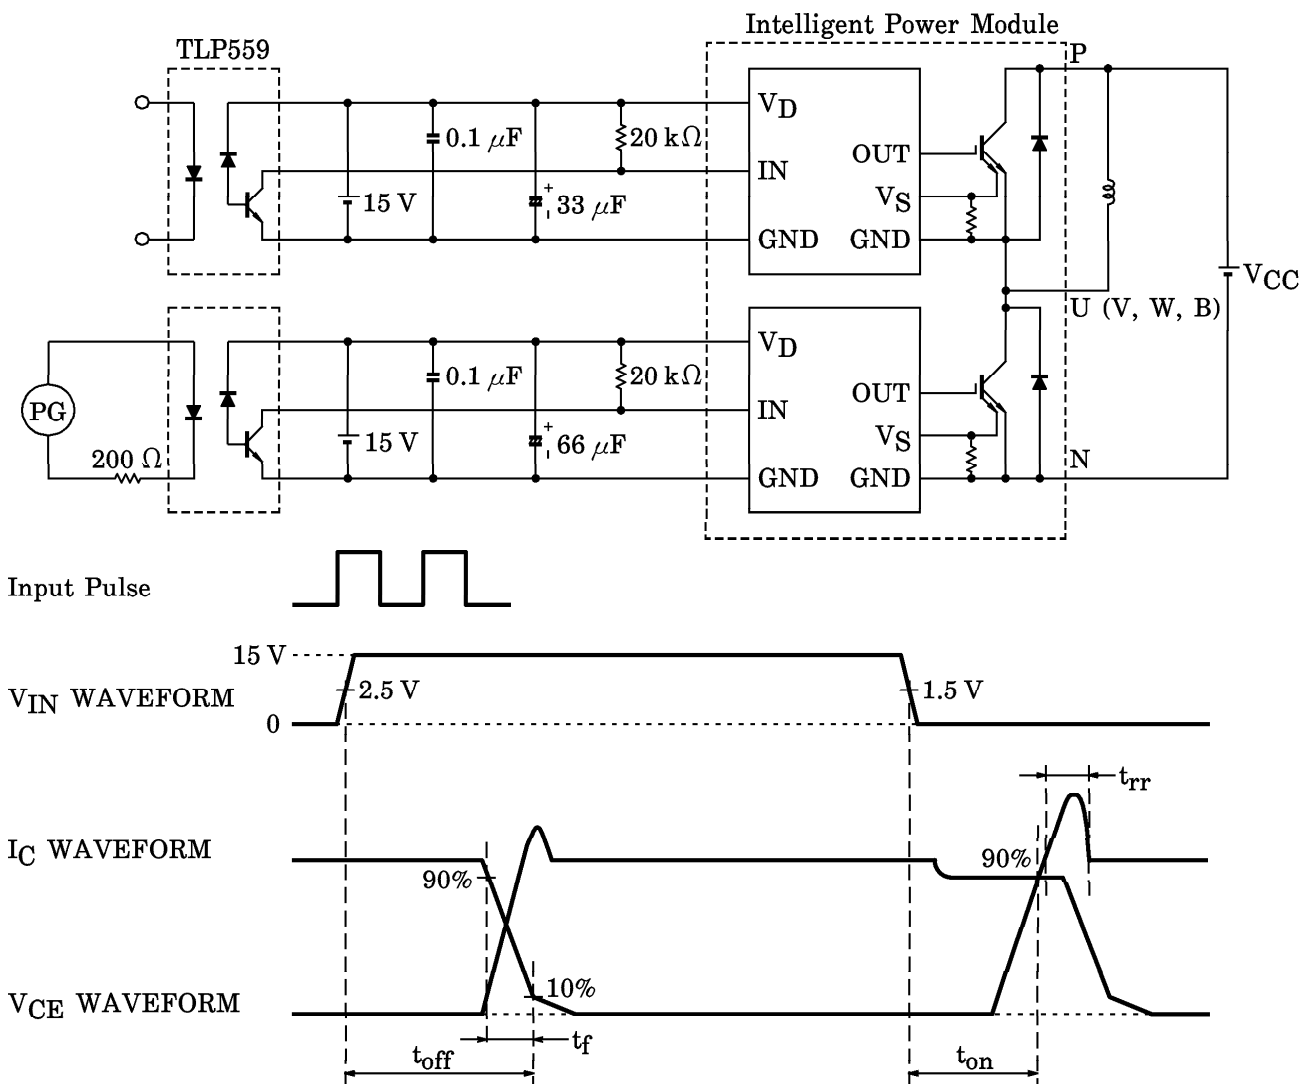 Intelligent Power Module
TLP559
P
VD
0.1 μF
20 kΩ
OUT
IN
15 V
+
-
33 μF
VS
GND
GND
VCC
U (V, W, B)
VD
0.1 μF
20 kΩ
OUT
PG
IN
200 Ω
15 V
+
-
66 μF
VS
N
GND
GND
Input Pulse
15 V
VIN WAVEFORM
2.5 V
1.5 V
0
trr
IC WAVEFORM
90%
90%
VCE WAVEFORM
10%
tf
toff
ton